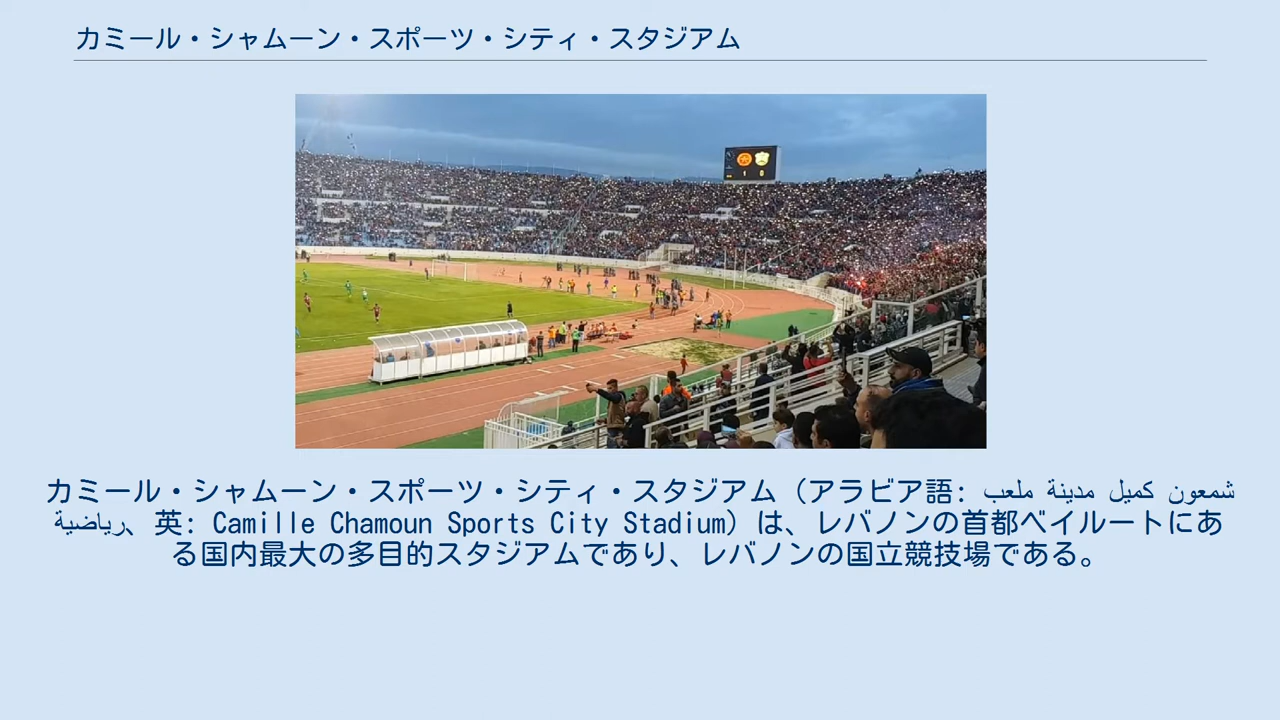 カミール・シャムーン・スポーツ・シティ・スタジアム
1 0
カミール・シャムーン・スポーツ・シティ・スタジアム（アラビア語: ملعب مدينة كميل شمعون
رياضية、英: Camille Chamoun Sports City Stadium）は、レバノンの首都ベイルートにあ
る国内最大の多目的スタジアムであり、レバノンの国立競技場である。